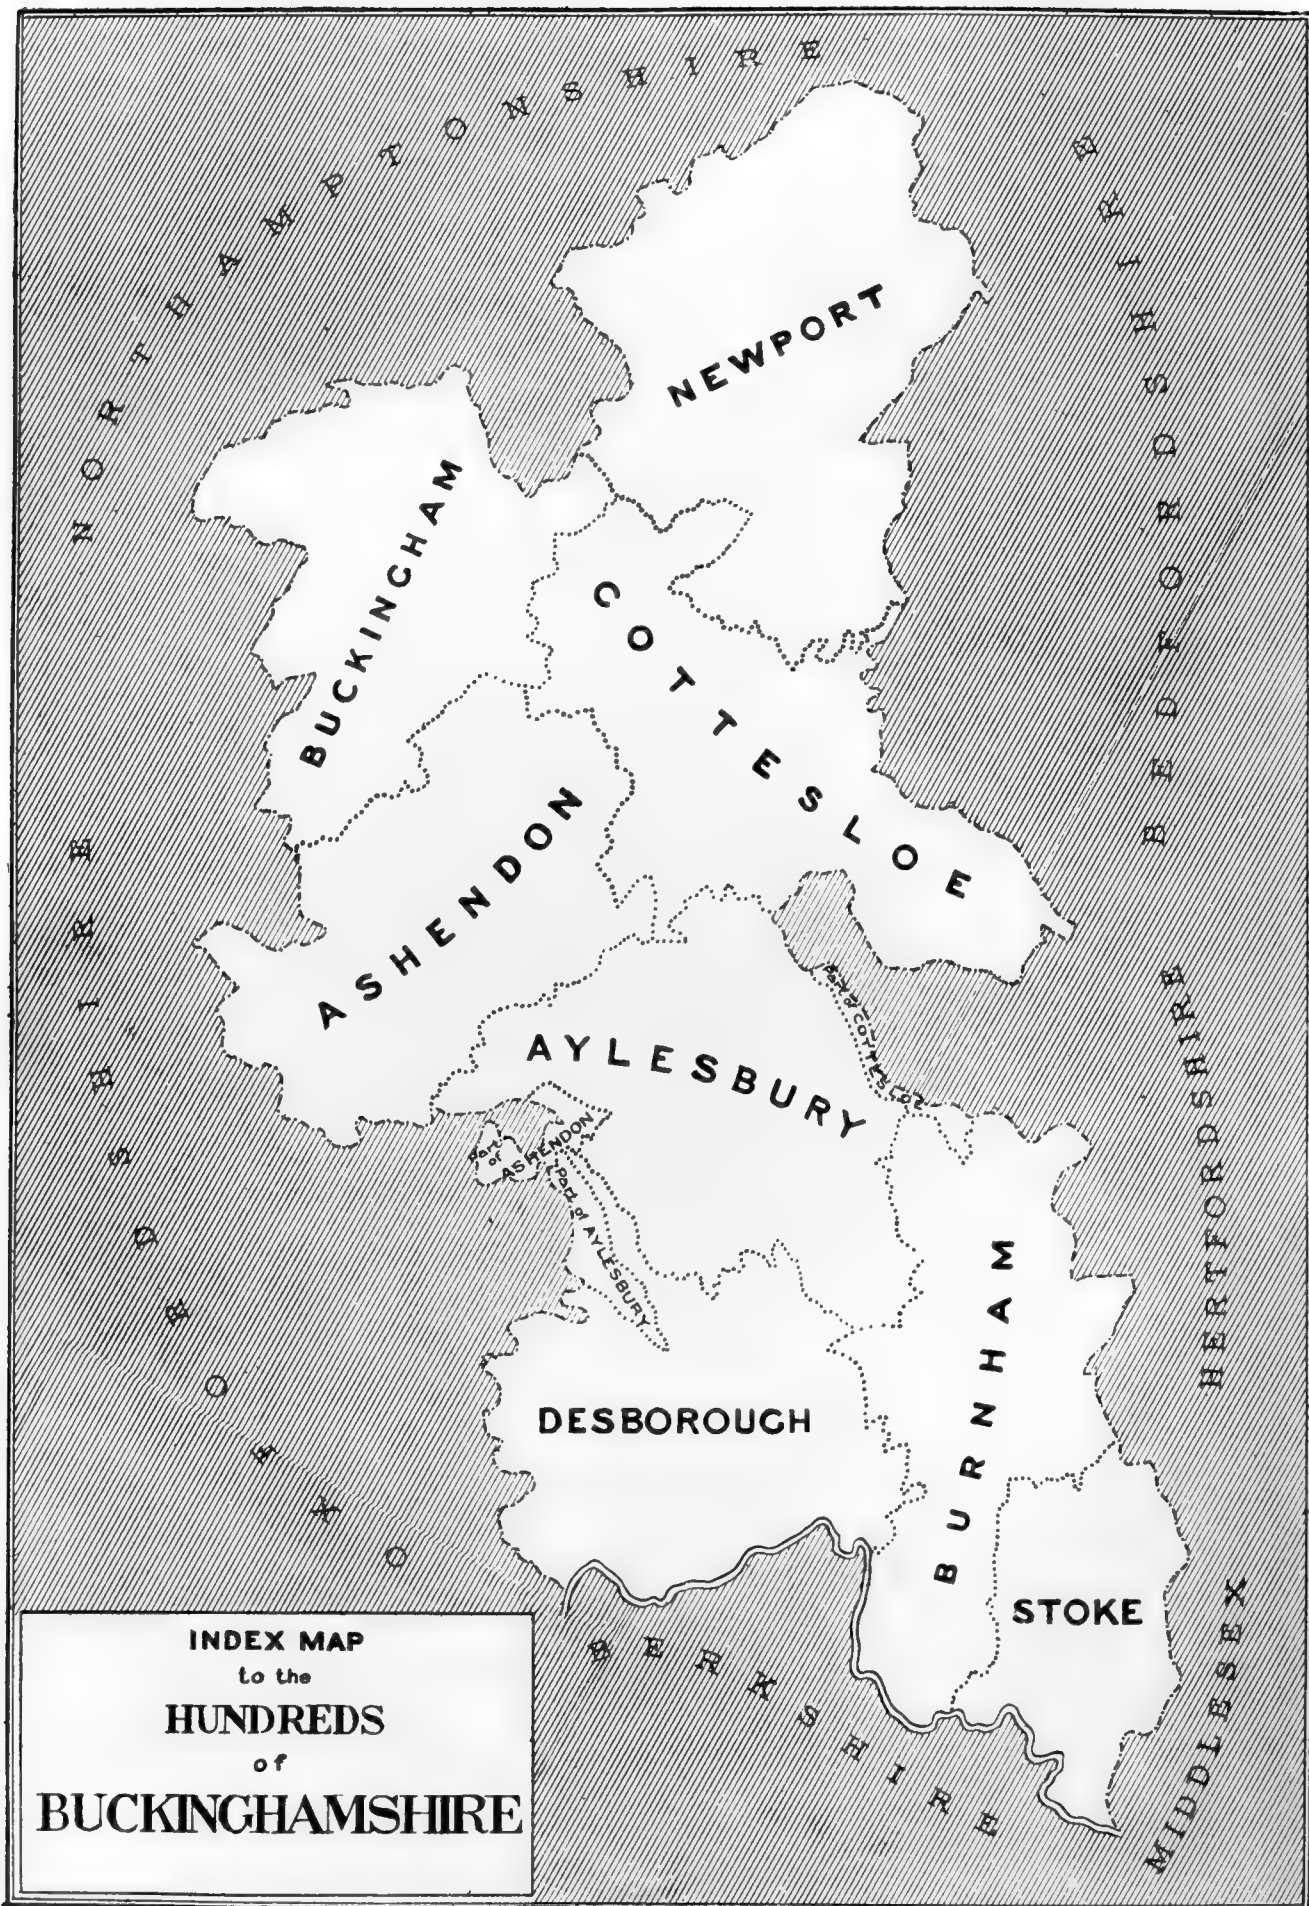 NORTHAMPTONSHIRE
BEDFORDSHIRE
NEWPORT
BUCKINGHAM
COTTESLOE
ASHENDON
AYLESBURY
Part of COTTESLOE
Part
of
ASHENDON
Part of AYLESBURY
OXFORDSHIRE
HERTFORDSHIRE
BURNHAM
DESBOROUGH
STOKE
BERKSHIRE
MIDDLESEX
INDEX MAP
to the
HUNDREDS
of
BUCKINGHAMSHIRE